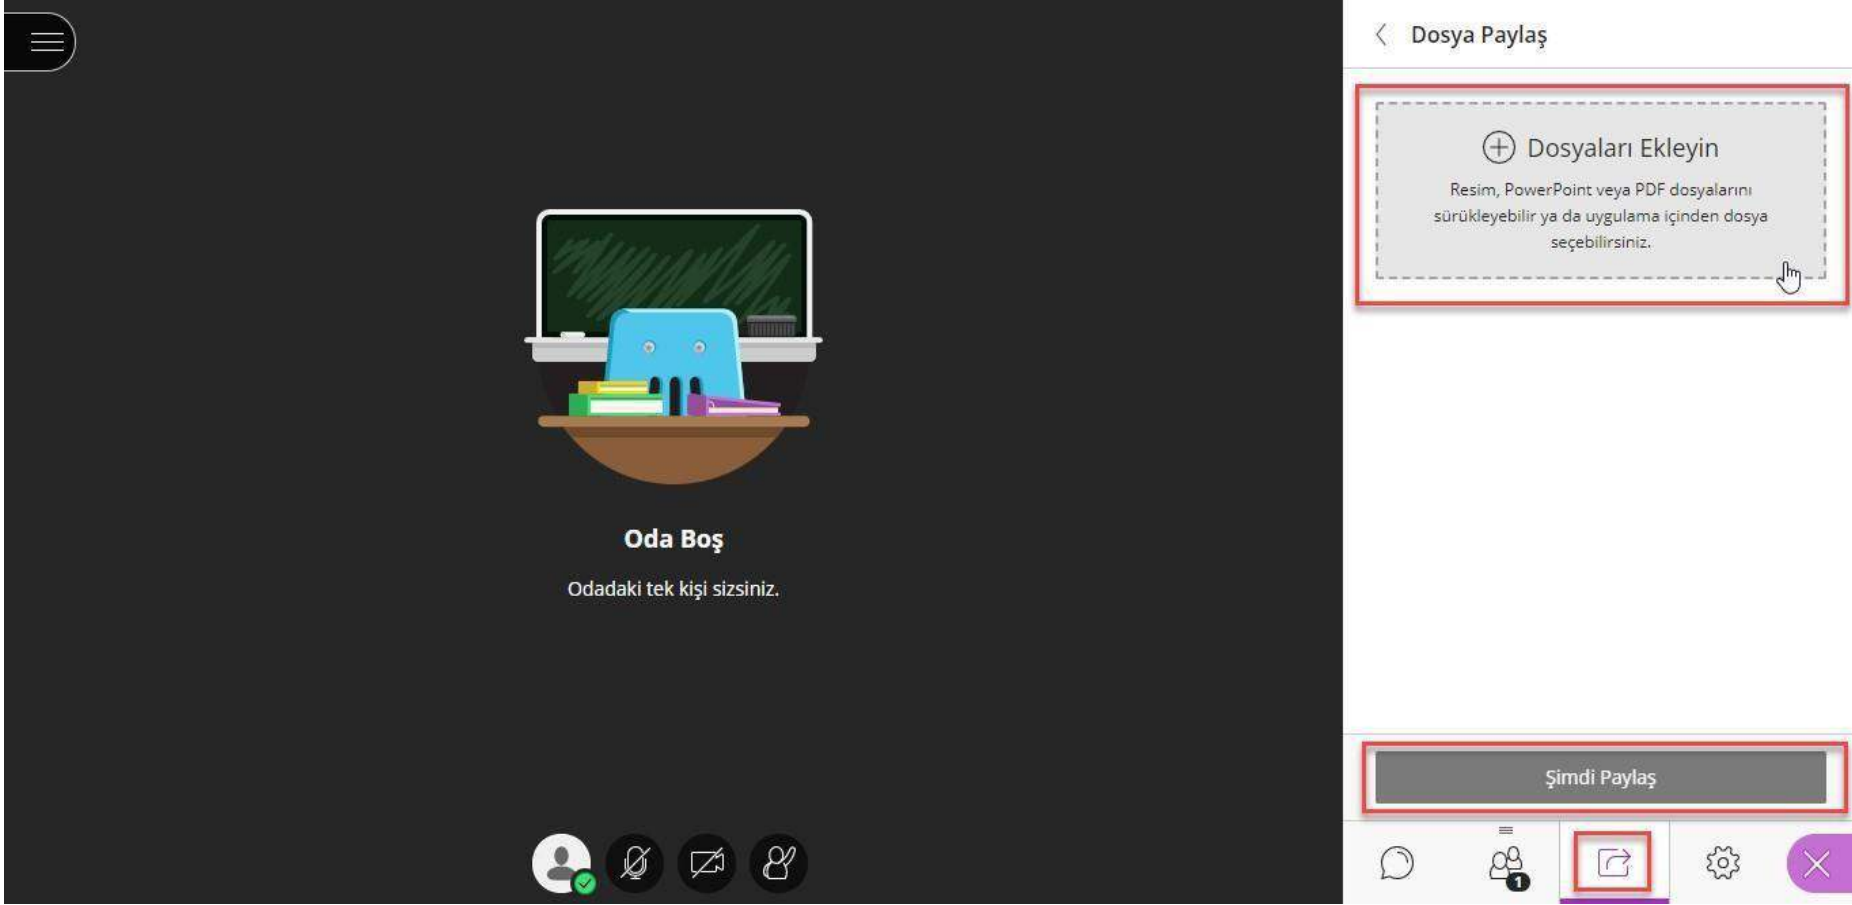 Dosya Paylaş
Dosyaları Ekleyin
Resim, PowerPoint veya PDF dosyalarını
sürükleyebilir ya da uygulama içinden dosya
seçebilirsiniz.
Oda Boş
Odadaki tek kişi sizsiniz.
Şimdi Paylaş
1